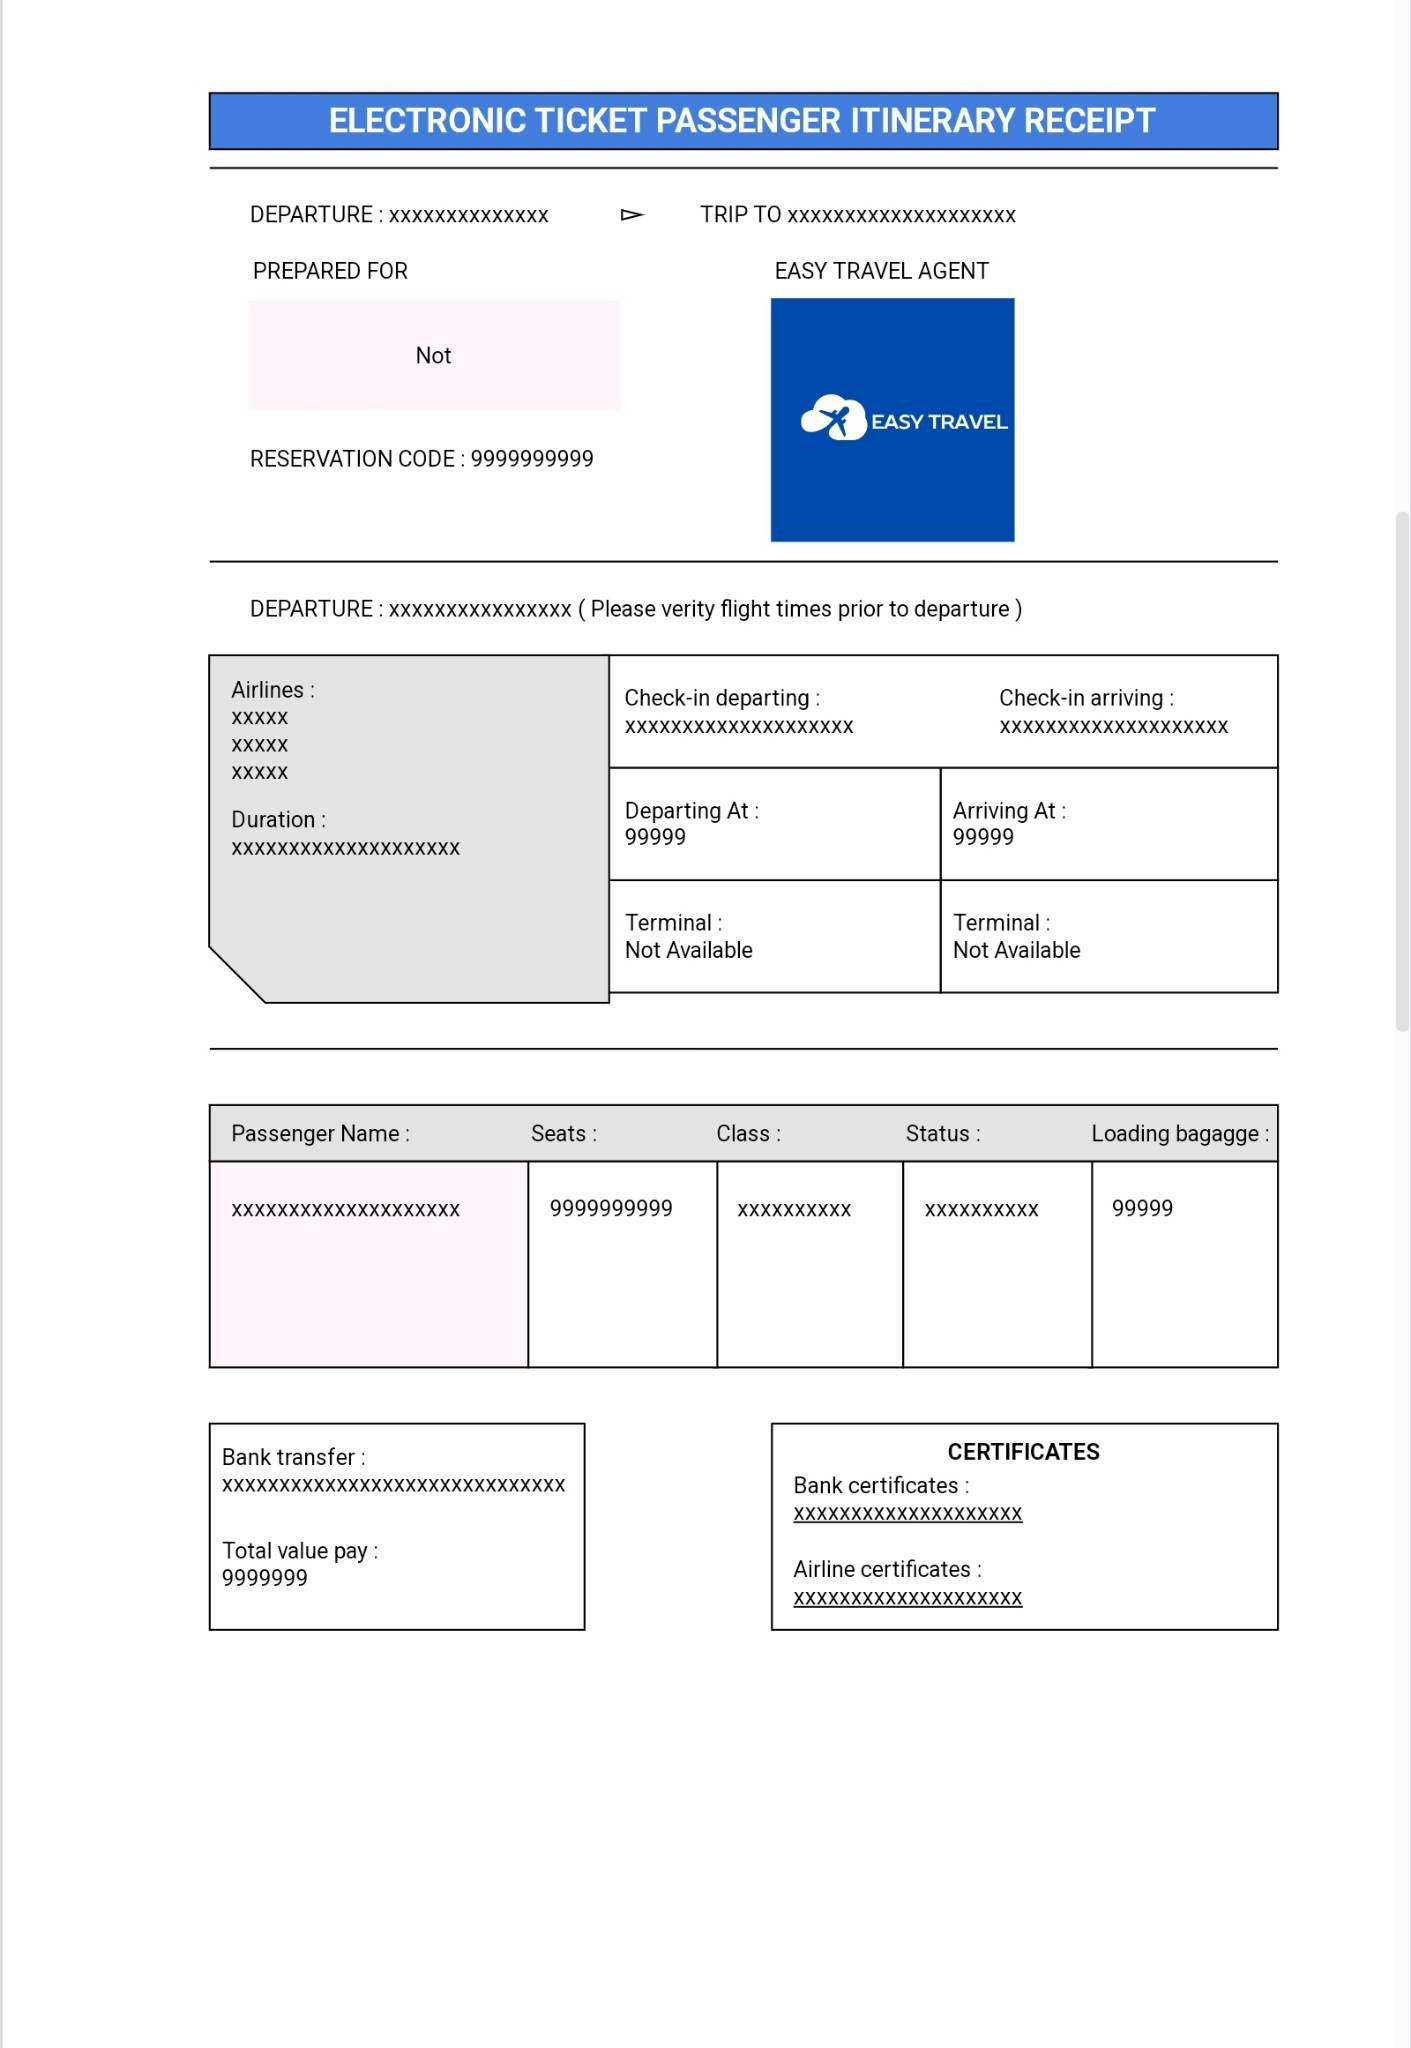 ELECTRONIC TICKET PASSENGER ITINERARY RECEIPT
DEPARTURE : xxxxxxxxxxxxxx
TRIP TO xxxxxxxxxxxxxxxxxxxx
PREPARED FOR
EASY TRAVEL AGENT
Not
EASY TRAVEL
RESERVATION CODE : 9999999999
DEPARTURE : xxxxxxxxxxxxxxxx ( Please verity flight times prior to departure )
Airlines :
xxxxx
xxxxx
xxxxx
Duration :
xxxxxxxxxxxxxxxxxxxx
Check-in departing :
xxxxxxxxxxxxxxxxxxxx
Check-in arriving :
xxxxxxxxxxxxxxxxxxxx
Departing At :
99999
Arriving At :
99999
Terminal :
Not Available
Terminal :
Not Available
Passenger Name : Seats : Class : Status : Loading bagagge :
xxxxxxxxxxxxxxxxxxxx 9999999999 xxxxxxxxxx xxxxxxxxxx 99999
Bank transfer :
xxxxxxxxxxxxxxxxxxxxxxxxxxxxxx
Total value pay :
9999999
CERTIFICATES
Bank certificates :
xxxxxxxxxxxxxxxxxxxx
Airline certificates :
xxxxxxxxxxxxxxxxxxxx